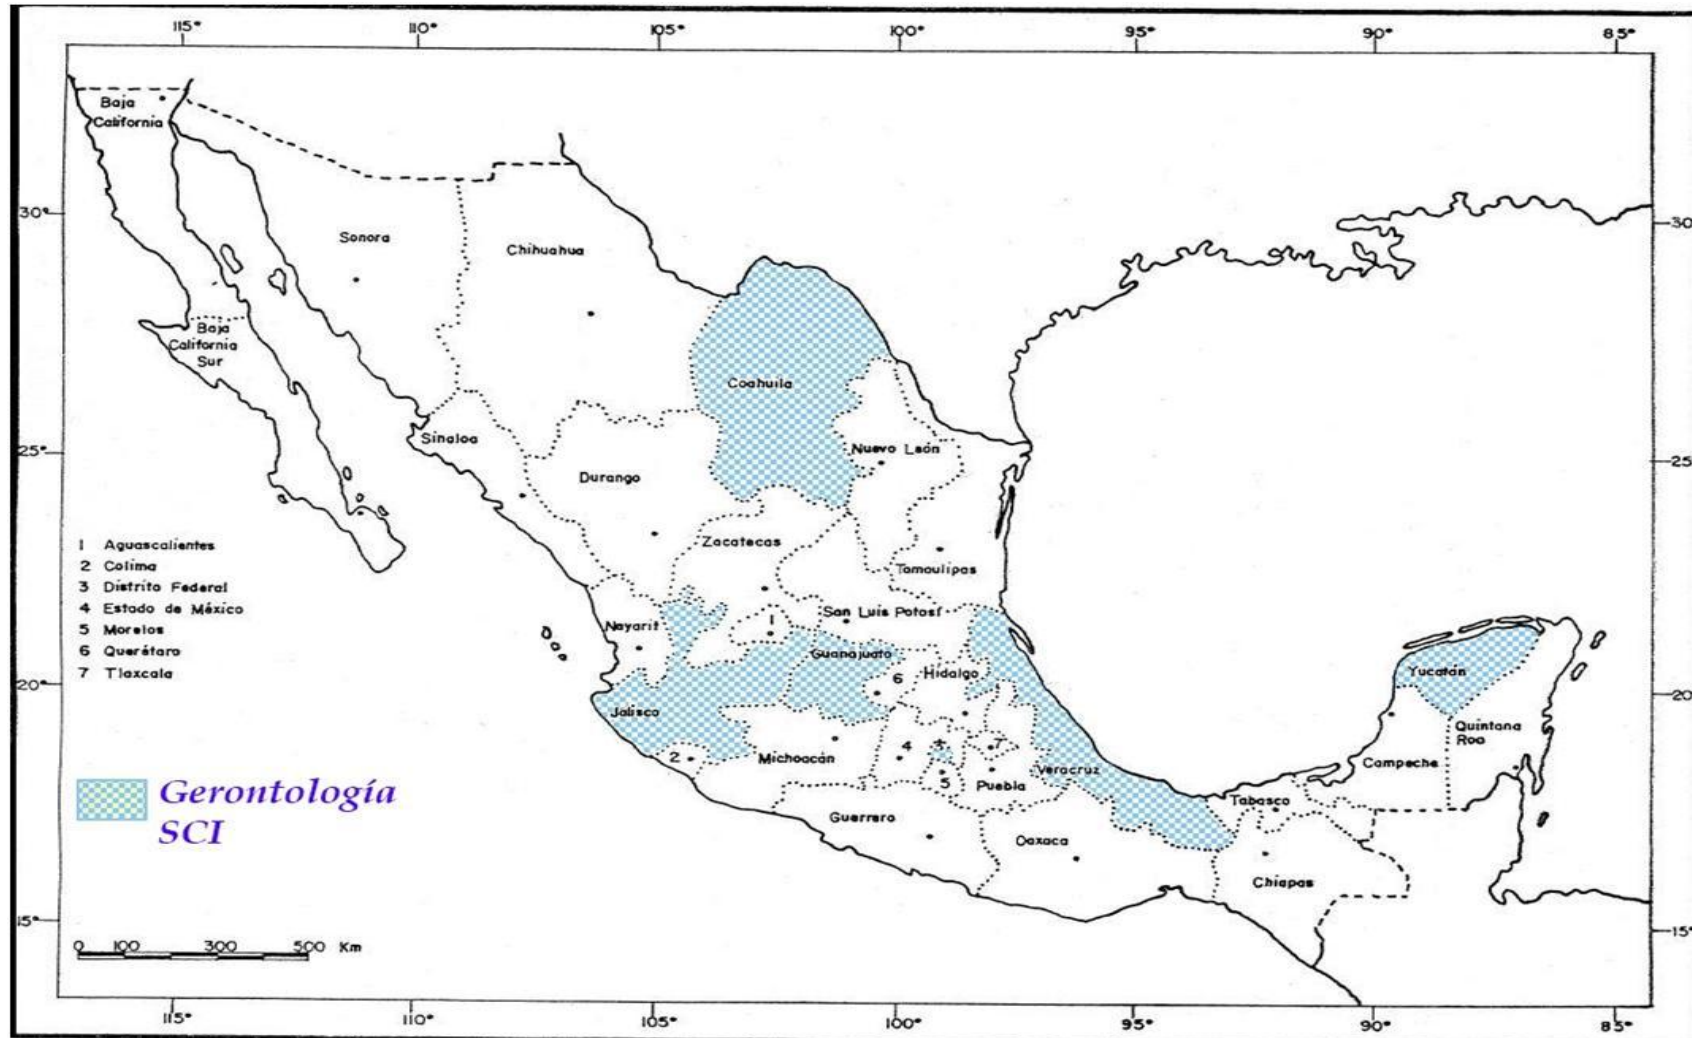 115°
110°
105°
100°
95°
90°
85°
Baja
California
30°
30°
Sonora
Chihuahua
Baja
California
Sur
Coahuila
Sinaloa
Nuevo León
25°
25°
Durango
Zacatecas
1 Aguascalientes
2 Colima
3 Distrito Federal
4 Estado de México
5 Morelos
6 Querétaro
7 Tlaxcala
Tamaulipas
San Luis Potosí
Nayarit
1
Guanajuato
Hidalgo
6
Yucatán
20°
20°
Jalisco
Quintana
Roo
2
Michoacán
4
7
Veracruz
Campeche
5
Puebla
Tabasco
Gerontología
SCI
Guerrero
Oaxaca
Chiapas
15°
15°
0 100 300 500 Km
115°
110°
105°
100°
95°
90°
85°